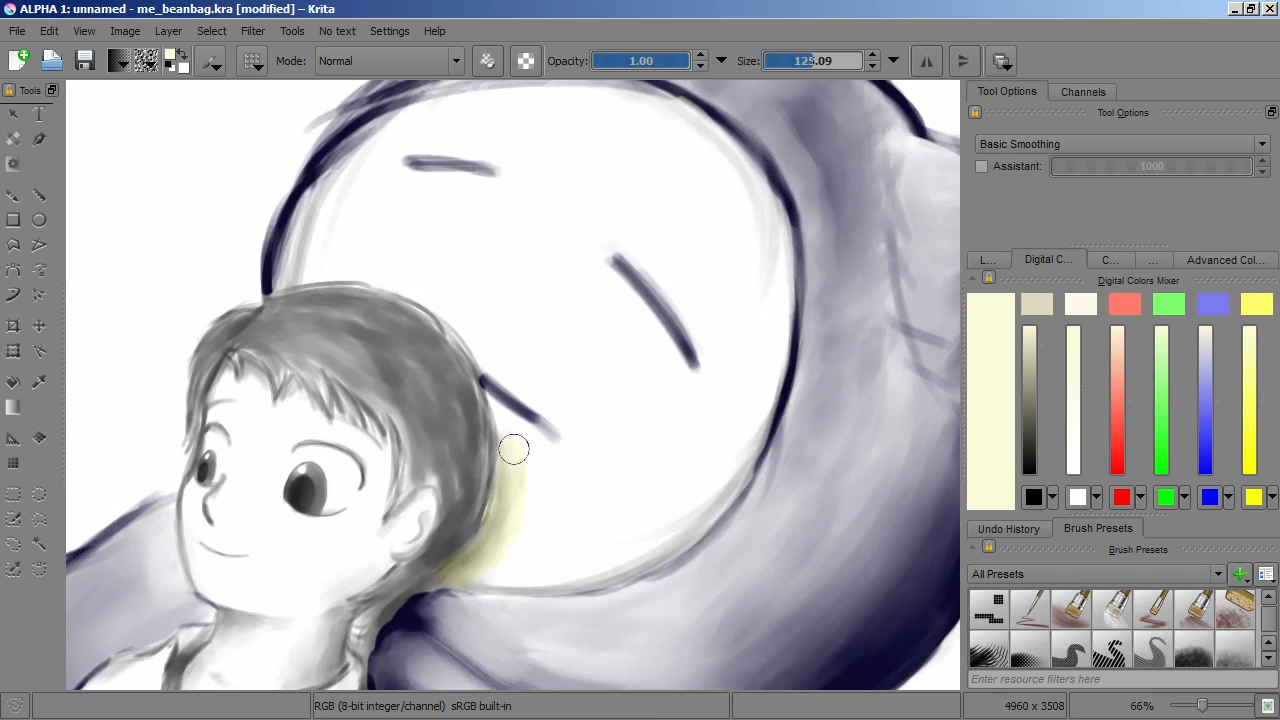 ALPHA 1: unnamed - me_beanbag.kra [modified] – Krita
File Edit View Image Layer Select Filter Tools No text Settings Help
Mode: Normal Opacity: 1.00 Size: 125.09
Tools
Tool Options Channels
Tool Options
Basic Smoothing
Assistant: 1000
L... Digital C... C... ... Advanced Col...
Digital Colors Mixer
Undo History Brush Presets
Brush Presets
All Presets
Enter resource filters here
RGB (8-bit integer/channel) sRGB built-in 4960 x 3508 66%